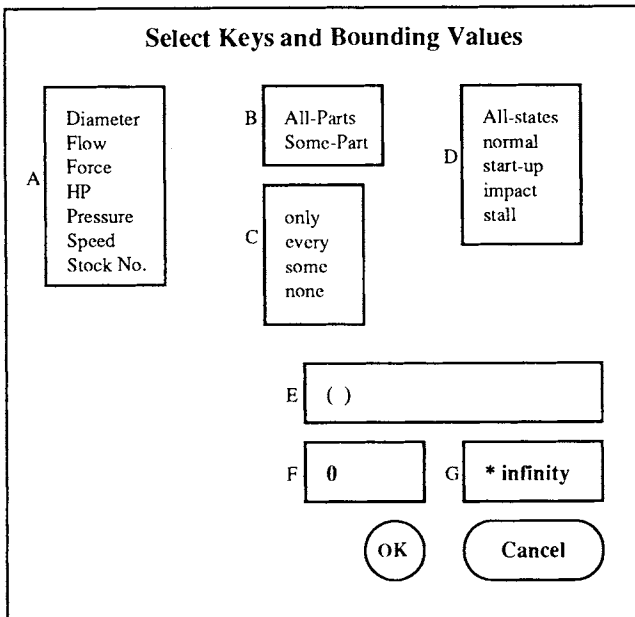 Select Keys and Bounding Values
A
Diameter
Flow
Force
HP
Pressure
Speed
Stock No.
B
All-Parts
Some-Part
C
only
every
some
none
D
All-states
normal
start-up
impact
stall
E ( )
F 0
G * infinity
OK
Cancel